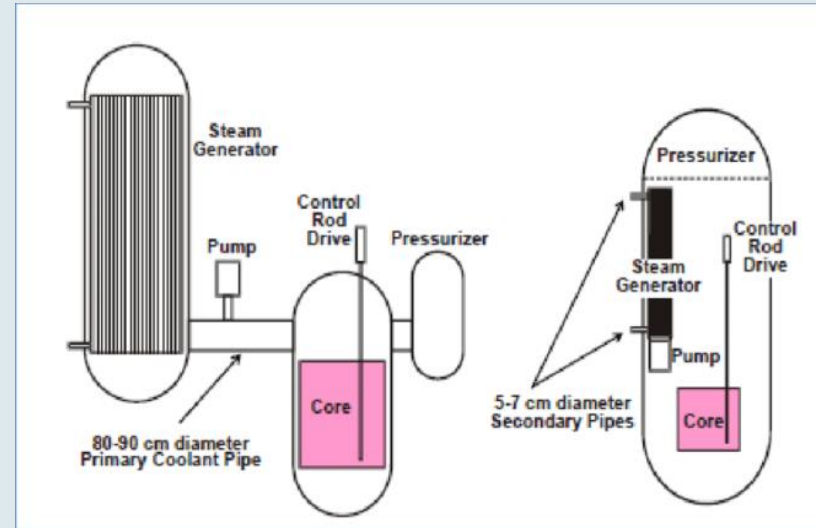 Steam
Generator
Pump
Control
Rod
Drive
Pressurizer
Core
80-90 cm diameter
Primary Coolant Pipe
Pressurizer
Control
Rod
Drive
Steam
Generator
Pump
Core
5-7 cm diameter
Secondary Pipes